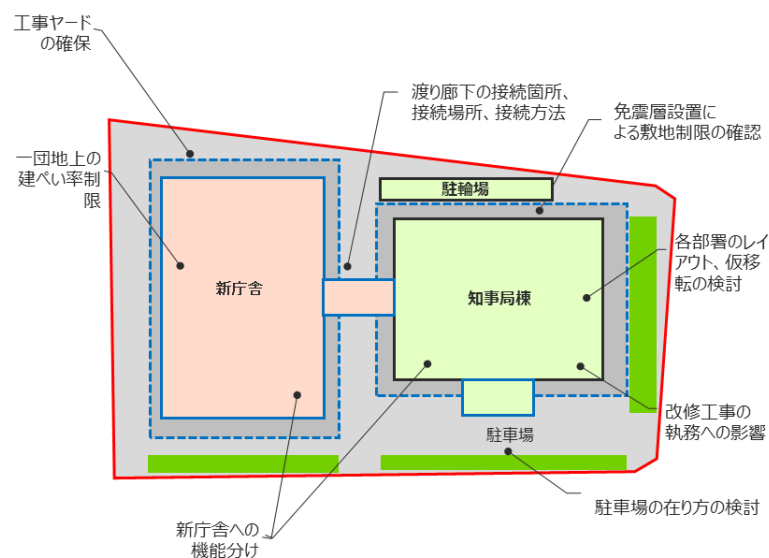 工事ヤード
の確保
渡り廊下の接続箇所、
接続場所、接続方法
免震層設置に
よる敷地制限の確認
一団地上の
建ぺい率制
限
駐輪場
各部署のレイ
アウト、仮移
転の検討
新庁舎
知事局棟
改修工事の
執務への影響
駐車場
駐車場の在り方の検討
新庁舎への
機能分け